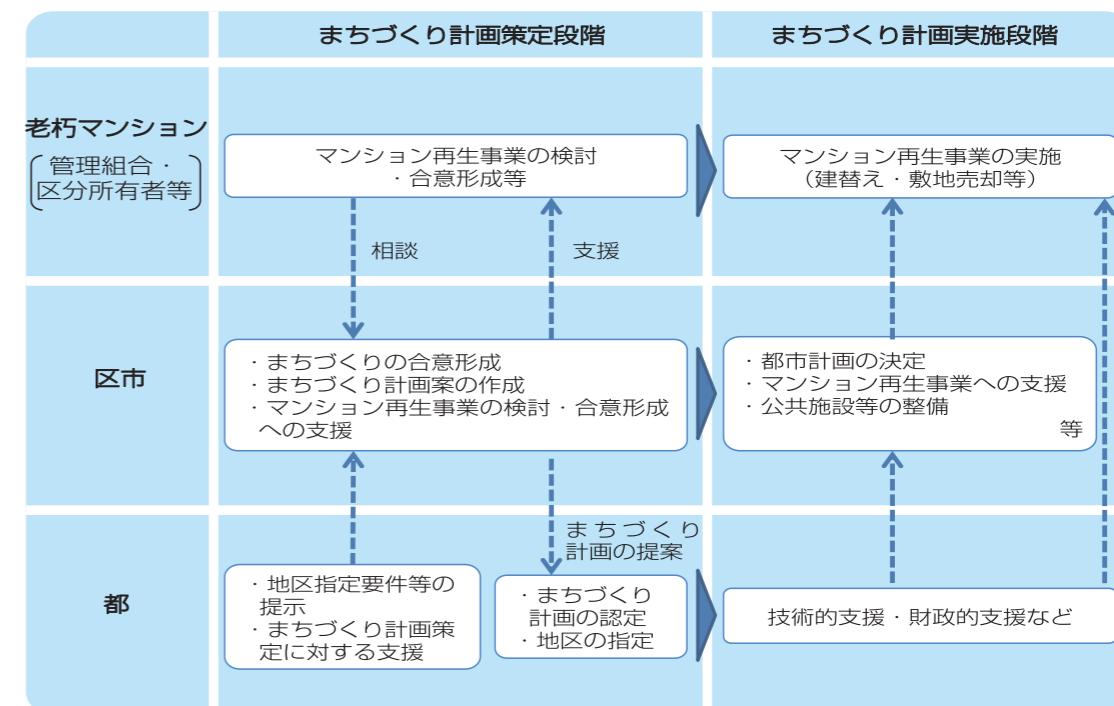 まちづくり計画策定段階
まちづくり計画実施段階
老朽マンション
管理組合・
区分所有者等
マンション再生事業の検討
・合意形成等
マンション再生事業の実施
(建替え・敷地売却等)
相談
支援
区市
・まちづくりの合意形成
・まちづくり計画案の作成
・マンション再生事業の検討・合意形成
への支援
・都市計画の決定
・マンション再生事業への支援
・公共施設等の整備
等
まちづくり
計画の提案
都
・地区指定要件等の
提示
・まちづくり計画策
定に対する支援
・まちづくり
計画の認定
・地区の指定
技術的支援・財政的支援など